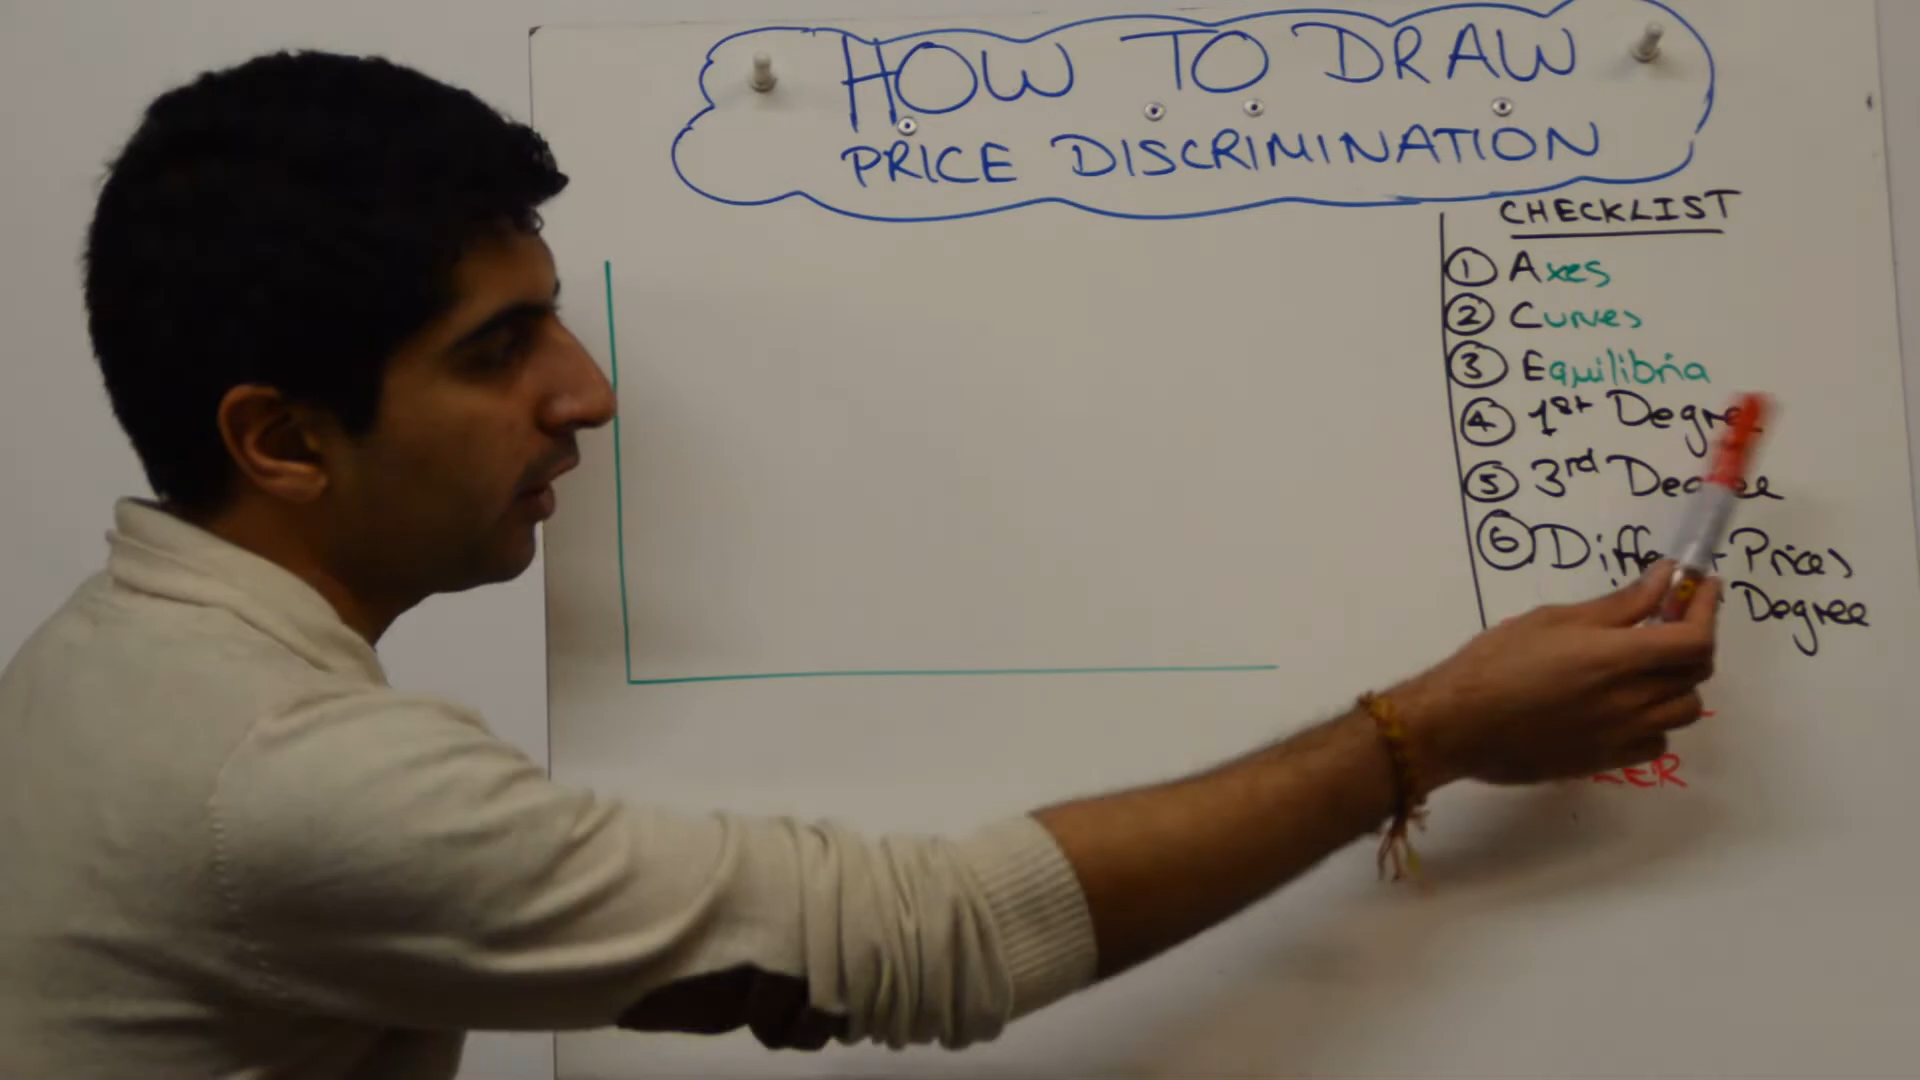 HOW TO DRAW
PRICE DISCRIMINATION
CHECKLIST
1 Axes
2 Curves
3 Equilibria
4 1st Degree
5 3rd Degree
6 Prices
Degree